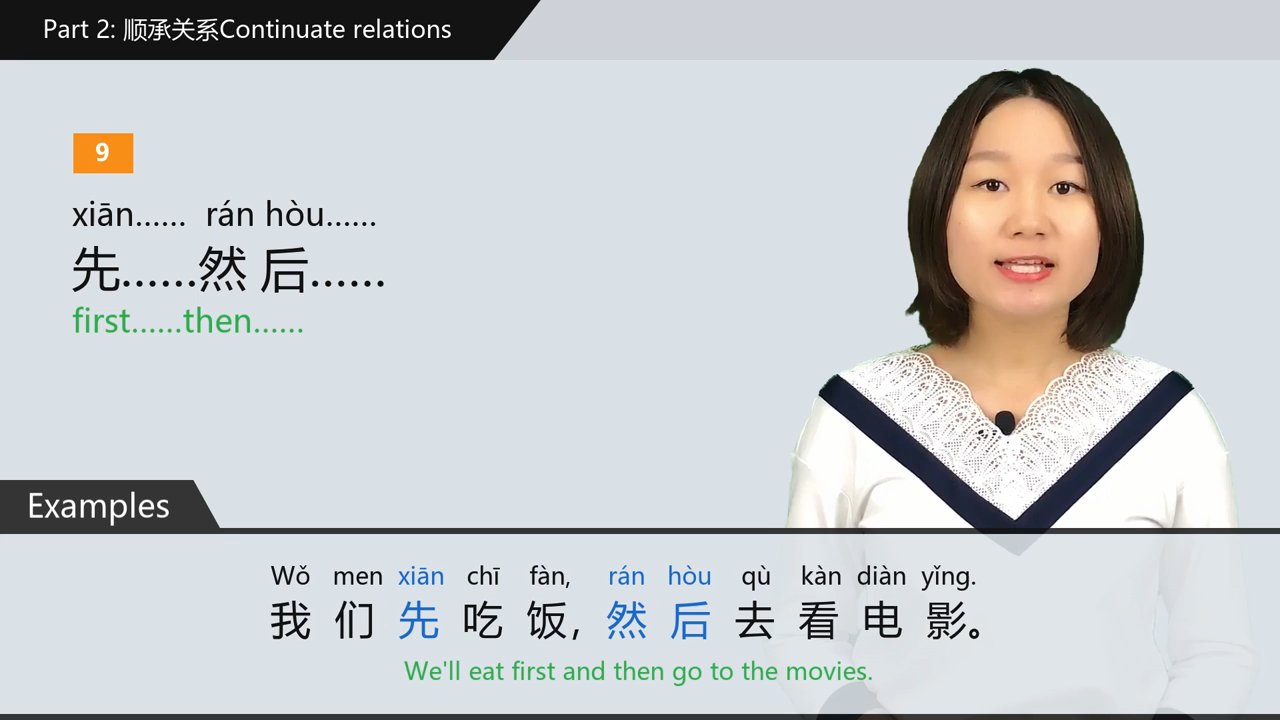 Part 2: 顺承关系Continuate relations
9
xiān...... rán hòu......
先......然 后......
first......then......
Examples
Wǒ men xiān chī fàn, rán hòu qù kàn diàn yǐng.
我 们 先 吃 饭, 然 后 去 看 电 影。
We'll eat first and then go to the movies.